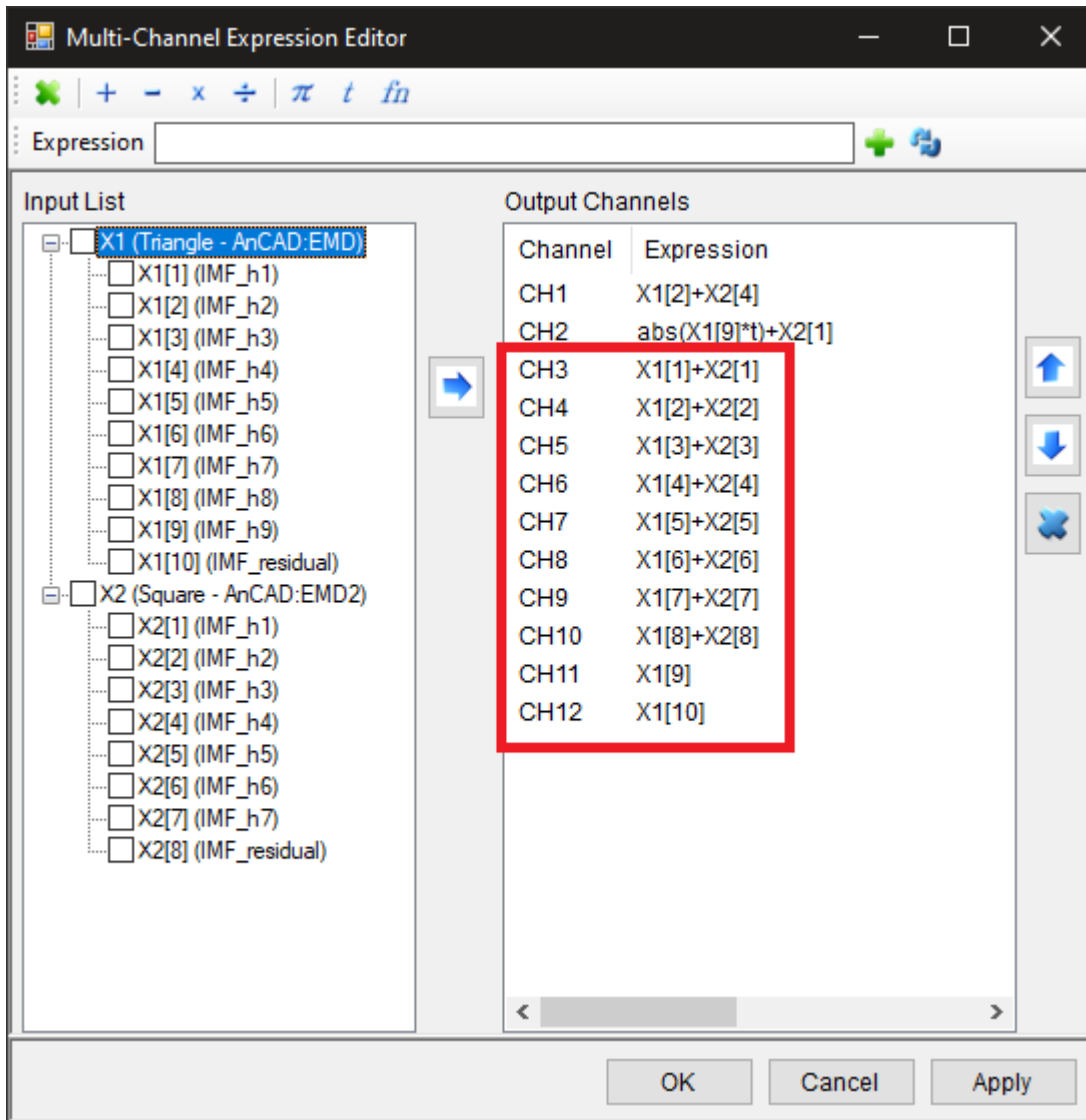 Multi-Channel Expression Editor
+ - x ÷ π t fn
Expression
Input List
X1 (Triangle - AnCAD:EMD)
X1[1] (IMF_h1)
X1[2] (IMF_h2)
X1[3] (IMF_h3)
X1[4] (IMF_h4)
X1[5] (IMF_h5)
X1[6] (IMF_h6)
X1[7] (IMF_h7)
X1[8] (IMF_h8)
X1[9] (IMF_h9)
X1[10] (IMF_residual)
X2 (Square - AnCAD:EMD2)
X2[1] (IMF_h1)
X2[2] (IMF_h2)
X2[3] (IMF_h3)
X2[4] (IMF_h4)
X2[5] (IMF_h5)
X2[6] (IMF_h6)
X2[7] (IMF_h7)
X2[8] (IMF_residual)
Output Channels
Channel Expression
CH1 X1[2]+X2[4]
CH2 abs(X1[9]*t)+X2[1]
CH3 X1[1]+X2[1]
CH4 X1[2]+X2[2]
CH5 X1[3]+X2[3]
CH6 X1[4]+X2[4]
CH7 X1[5]+X2[5]
CH8 X1[6]+X2[6]
CH9 X1[7]+X2[7]
CH10 X1[8]+X2[8]
CH11 X1[9]
CH12 X1[10]
OK Cancel Apply